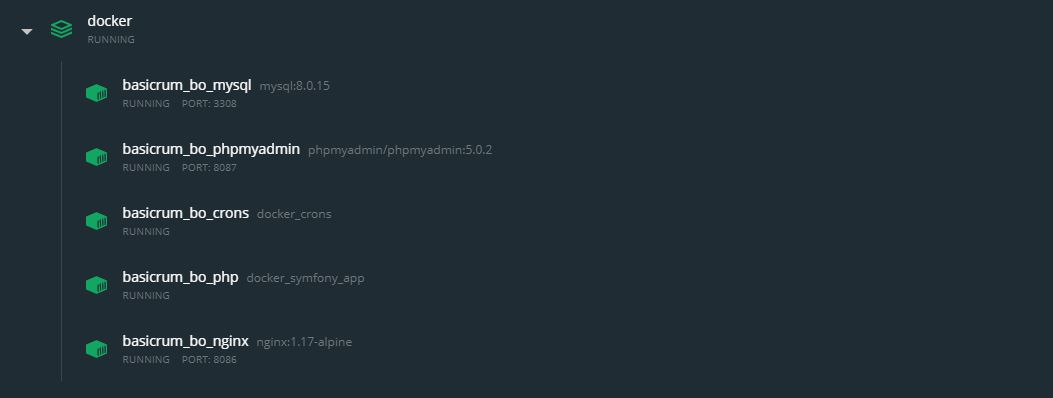 docker
RUNNING
basicrum_bo_mysql mysql:8.0.15
RUNNING PORT: 3308
basicrum_bo_phpmyadmin phpmyadmin/phpmyadmin:5.0.2
RUNNING PORT: 8087
basicrum_bo_crons docker_crons
RUNNING
basicrum_bo_php docker_symfony_app
RUNNING
basicrum_bo_nginx nginx:1.17-alpine
RUNNING PORT: 8086